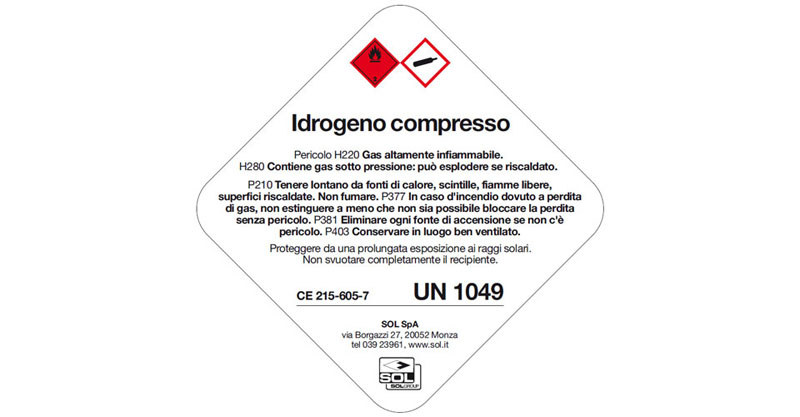 2
Idrogeno compresso
Pericolo H220 Gas altamente infiammabile.
H280 Contiene gas sotto pressione: può esplodere se riscaldato.
P210 Tenere lontano da fonti di calore, scintille, fiamme libere,
superfici riscaldate. Non fumare. P377 In caso d'incendio dovuto a perdita
di gas, non estinguere a meno che non sia possibile bloccare la perdita
senza pericolo. P381 Eliminare ogni fonte di accensione se non c'è
pericolo. P403 Conservare in luogo ben ventilato.
Proteggere da una prolungata esposizione ai raggi solari.
Non svuotare completamente il recipiente.
CE 215-605-7 UN 1049
SOL SpA
via Borgazzi 27, 20052 Monza
tel 039 23961, www.sol.it
SOL
SOLGROUP